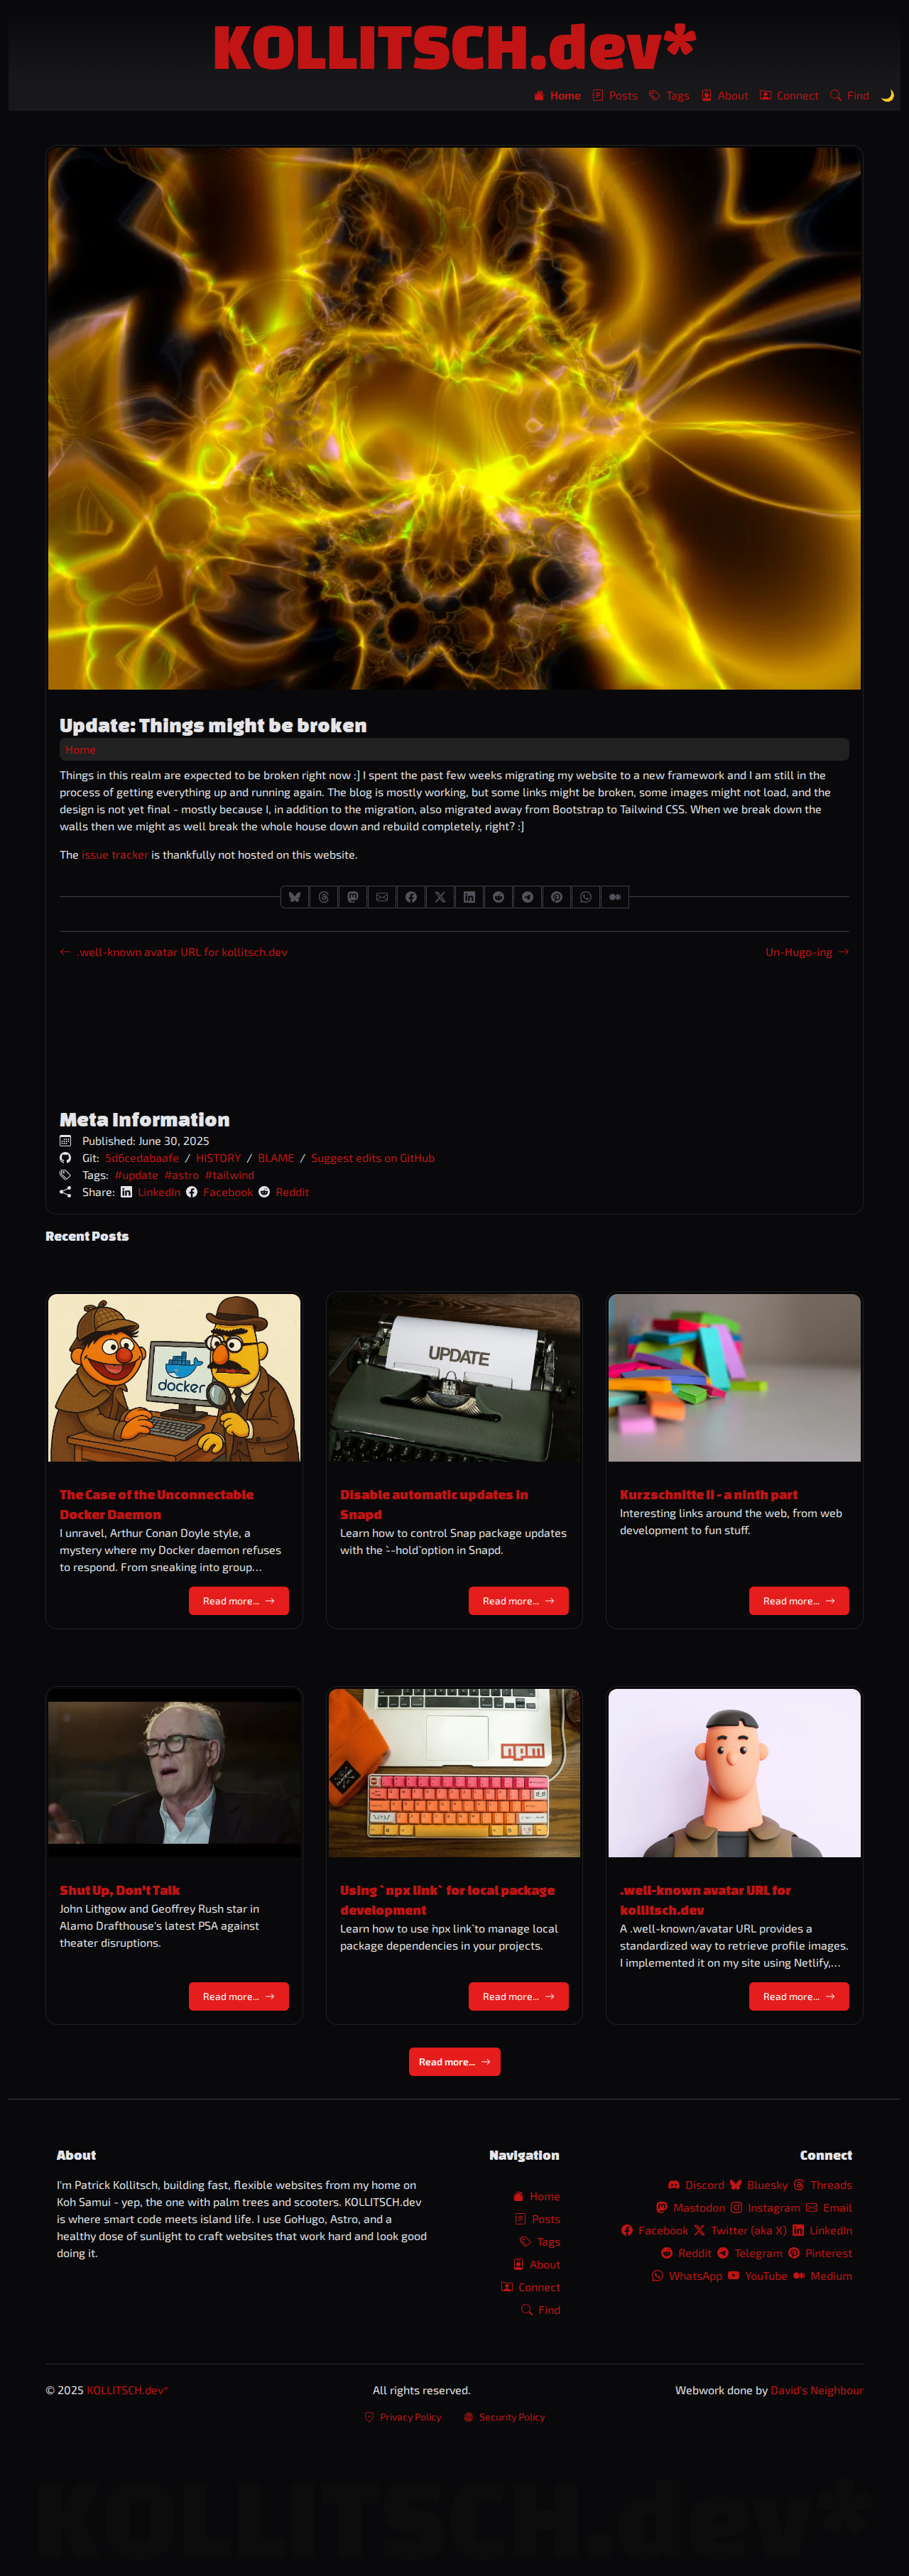 KOLLITSCH.dev*
Home Posts Tags About Connect Find
Update: Things might be broken
Home
Things in this realm are expected to be broken right now :] I spent the past few weeks migrating my website to a new framework and I am still in the
process of getting everything up and running again. The blog is mostly working, but some links might be broken, some images might not load, and the
design is not yet final - mostly because I, in addition to the migration, also migrated away from Bootstrap to Tailwind CSS. When we break down the
walls then we might as well break the whole house down and rebuild completely, right? :]
The issue tracker is thankfully not hosted on this website.
← .well-known avatar URL for kollitsch.dev
Un-Hugo-ing →
Meta Information
Published: June 30, 2025
Git: 5d6cedabaafe / HISTORY / BLAME / Suggest edits on GitHub
Tags: #update #astro #tailwind
Share: LinkedIn Facebook Reddit
Recent Posts
docker
The Case of the Unconnectable
Docker Daemon
I unravel, Arthur Conan Doyle style, a
mystery where my Docker daemon refuses
to respond. From sneaking into group...
Read more... →
UPDATE
Disable automatic updates in
Snapd
Learn how to control Snap package updates
with the `--hold` option in Snapd.
Read more... →
Kurzschnitte II - a ninth part
Interesting links around the web, from web
development to fun stuff.
Read more... →
Shut Up, Don't Talk
John Lithgow and Geoffrey Rush star in
Alamo Drafthouse's latest PSA against
theater disruptions.
Read more... →
npm
Using `npx link` for local package
development
Learn how to use `npx link` to manage local
package dependencies in your projects.
Read more... →
.well-known avatar URL for
kollitsch.dev
A .well-known/avatar URL provides a
standardized way to retrieve profile images.
I implemented it on my site using Netlify,...
Read more... →
Read more... →
About
I'm Patrick Kollitsch, building fast, flexible websites from my home on
Koh Samui - yep, the one with palm trees and scooters. KOLLITSCH.dev
is where smart code meets island life. I use GoHugo, Astro, and a
healthy dose of sunlight to craft websites that work hard and look good
doing it.
Navigation
Home
Posts
Tags
About
Connect
Find
Connect
Discord Bluesky Threads
Mastodon Instagram Email
Facebook Twitter (aka X) LinkedIn
Reddit Telegram Pinterest
WhatsApp YouTube Medium
© 2025 KOLLITSCH.dev*
All rights reserved.
Webwork done by David's Neighbour
Privacy Policy Security Policy
KOLLITSCH.dev*